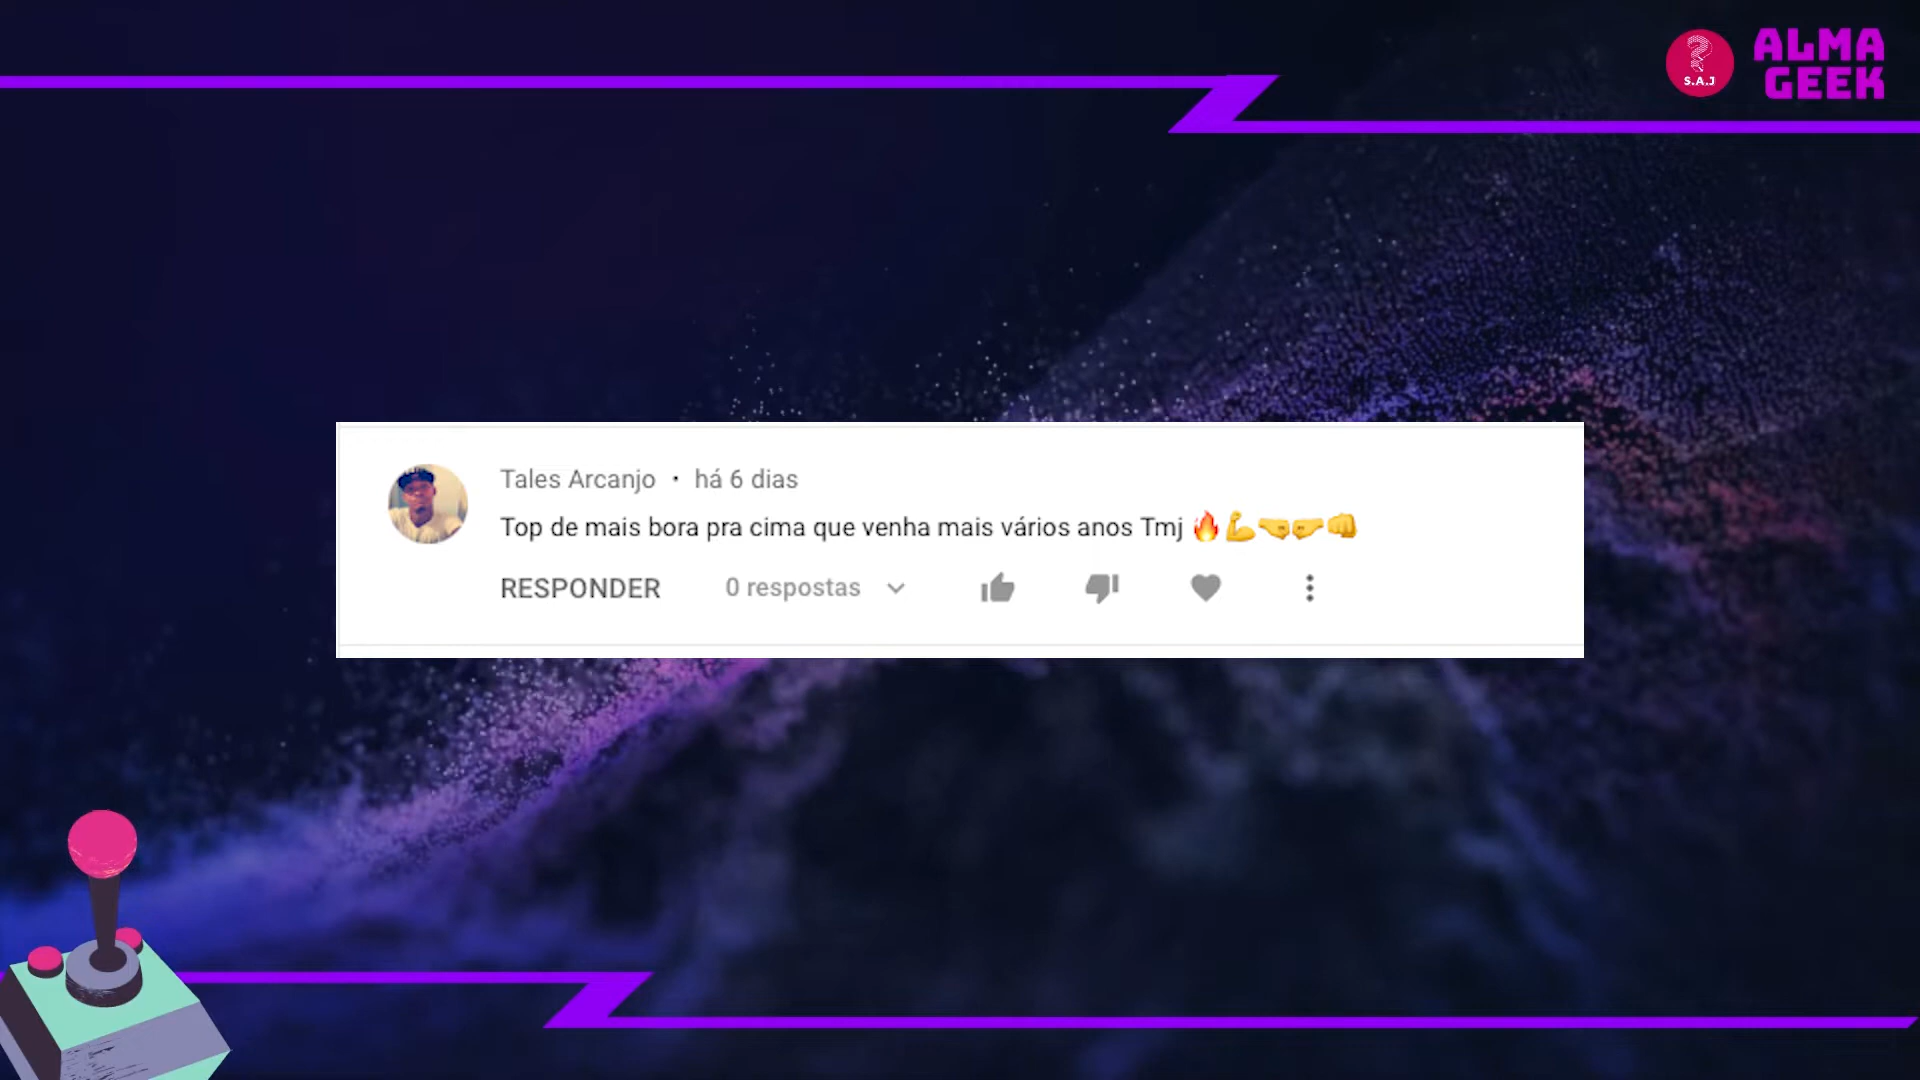 S.A.J
ALMA
GEEK
Tales Arcanjo · há 6 dias
Top de mais bora pra cima que venha mais vários anos Tmj 🔥💪🤜🤛👊
RESPONDER 0 respostas